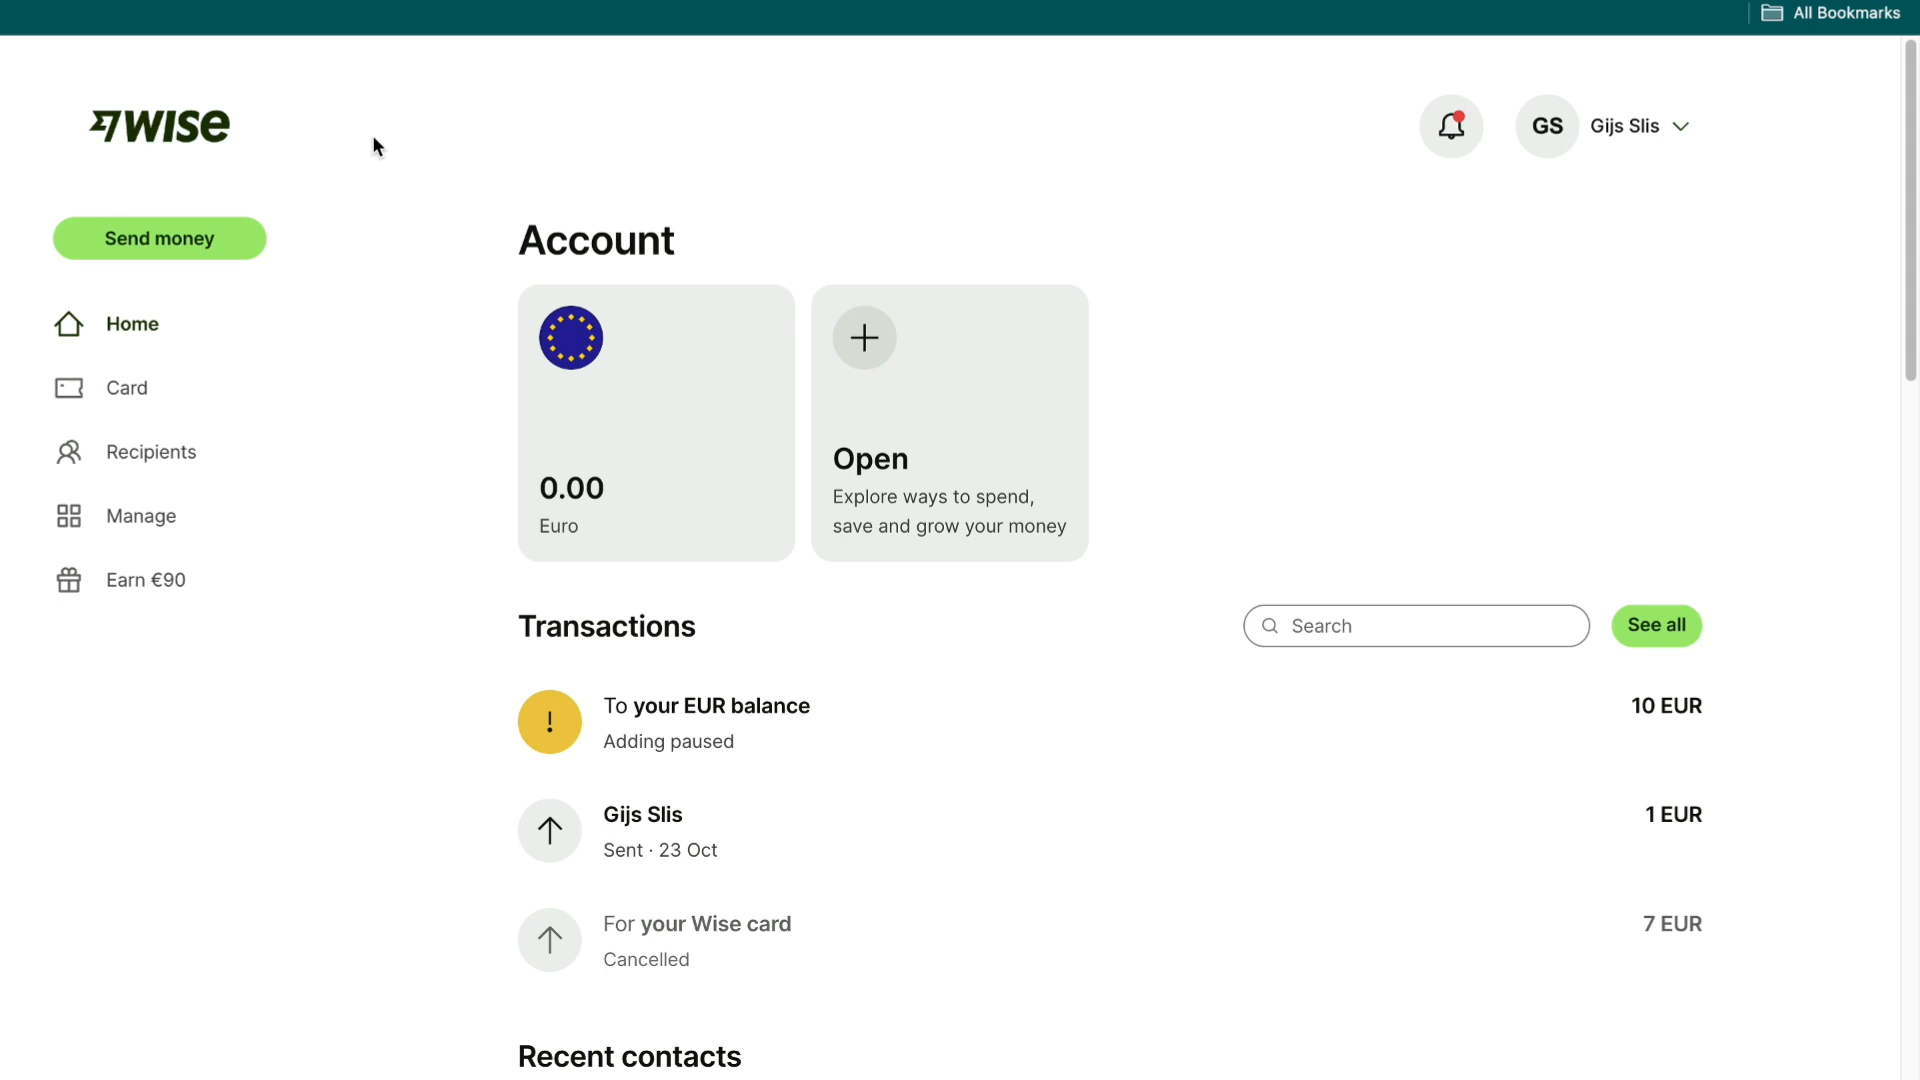 All Bookmarks
7WISE
GS
Gijs Slis
Send money
Home
Card
Recipients
Manage
Earn €90
Account
0.00
Euro
Open
Explore ways to spend,
save and grow your money
Transactions
Search
See all
To your EUR balance
10 EUR
Adding paused
Gijs Slis
1 EUR
Sent · 23 Oct
For your Wise card
7 EUR
Cancelled
Recent contacts